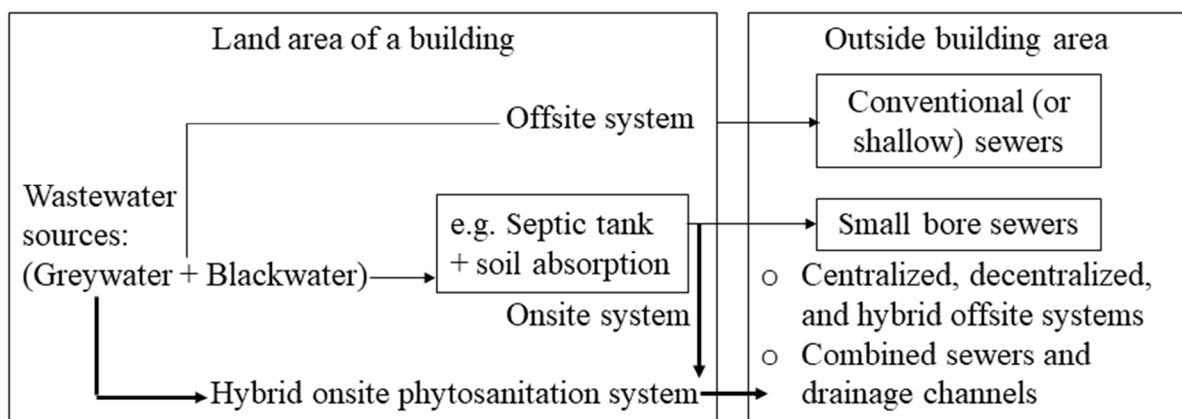 Land area of a building
Outside building area
Offsite system
Conventional (or
shallow) sewers
Wastewater
sources:
(Greywater + Blackwater)
e.g. Septic tank
+ soil absorption
Small bore sewers
Onsite system
○ Centralized, decentralized,
and hybrid offsite systems
○ Combined sewers and
drainage channels
Hybrid onsite phytosanitation system